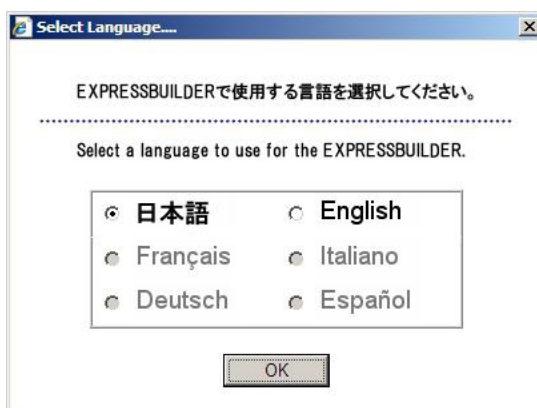 Select Language....
EXPRESSBUILDERで使用する言語を選択してください。
Select a language to use for the EXPRESSBUILDER.
日本語 English
Français Italiano
Deutsch Español
OK